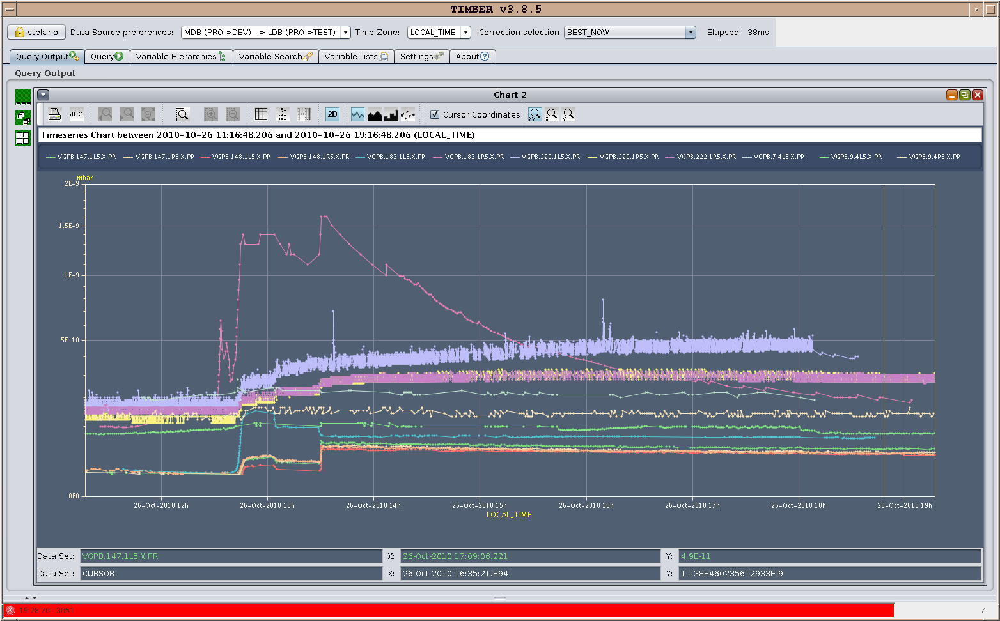 TIMBER v3.8.5
stefano Data Source preferences: MDB (PRO->DEV) -> LDB (PRO->TEST) Time Zone: LOCAL_TIME Correction selection BEST_NOW Elapsed: 38ms
Query Output Query Variable Hierarchies Variable Search Variable Lists Settings About
Query Output
Chart 2
JPG 2D Cursor Coordinates XY X Y
Timeseries Chart between 2010-10-26 11:16:48.206 and 2010-10-26 19:16:48.206 (LOCAL_TIME)
VGPB.147.1L5.X.PR VGPB.147.1R5.X.PR VGPB.148.1L5.X.PR VGPB.148.1R5.X.PR VGPB.183.1L5.X.PR VGPB.183.1R5.X.PR VGPB.220.1L5.X.PR VGPB.220.1R5.X.PR VGPB.222.1R5.X.PR VGPB.7.4L5.X.PR VGPB.9.4L5.X.PR VGPB.9.4R5.X.PR
mbar
2E-9
1.5E-9
1E-9
5E-10
0E0
26-Oct-2010 12h 26-Oct-2010 13h 26-Oct-2010 14h 26-Oct-2010 15h 26-Oct-2010 16h 26-Oct-2010 17h 26-Oct-2010 18h 26-Oct-2010 19h
LOCAL_TIME
Data Set: VGPB.147.1L5.X.PR X: 26-Oct-2010 17:09:06.221 Y: 4.9E-11
Data Set: CURSOR X: 26-Oct-2010 16:35:21.894 Y: 1.1388460235612933E-9